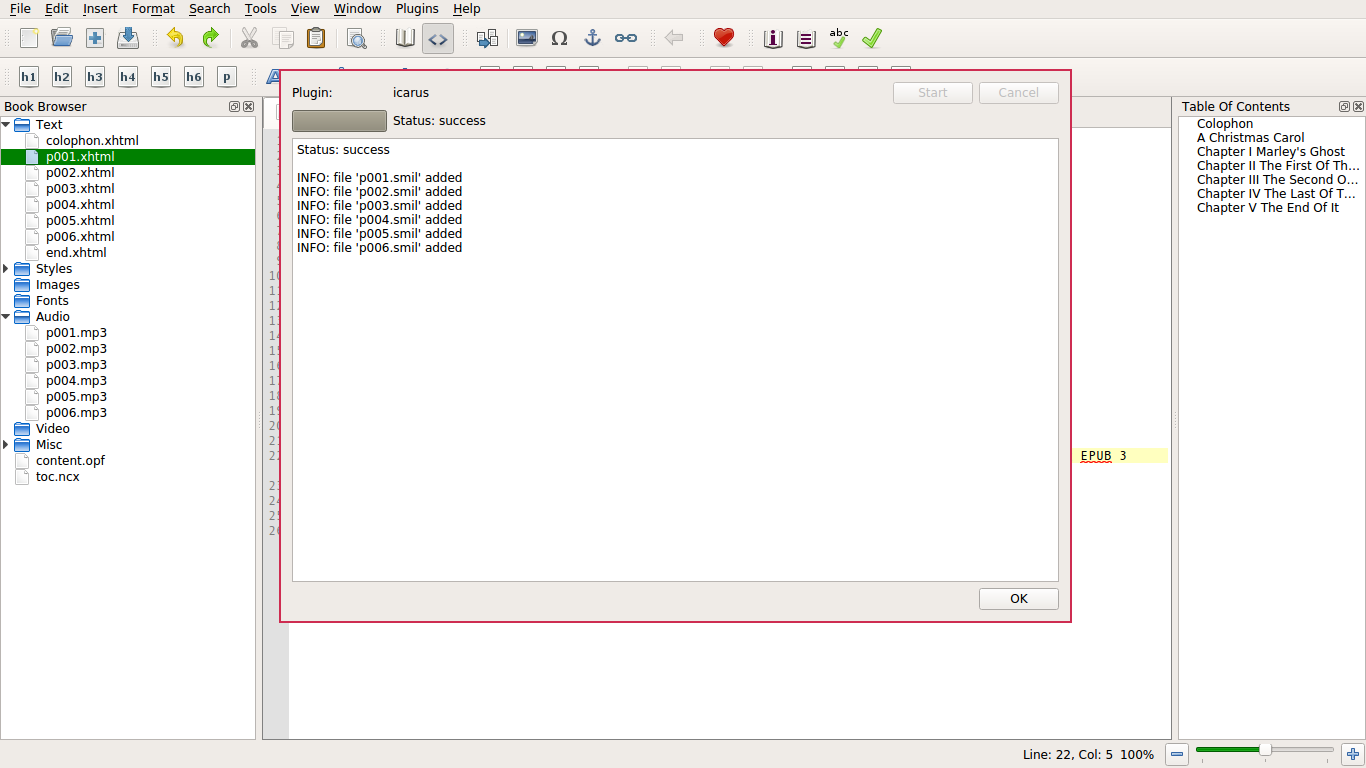 File Edit Insert Format Search Tools View Window Plugins Help
abc
h1 h2 h3 h4 h5 h6 p
Book Browser
Text
colophon.xhtml
p001.xhtml
p002.xhtml
p003.xhtml
p004.xhtml
p005.xhtml
p006.xhtml
end.xhtml
Styles
Images
Fonts
Audio
p001.mp3
p002.mp3
p003.mp3
p004.mp3
p005.mp3
p006.mp3
Video
Misc
content.opf
toc.ncx
Plugin: icarus Start Cancel
Status: success
Status: success
INFO: file 'p001.smil' added
INFO: file 'p002.smil' added
INFO: file 'p003.smil' added
INFO: file 'p004.smil' added
INFO: file 'p005.smil' added
INFO: file 'p006.smil' added
OK
EPUB 3
Table Of Contents
Colophon
A Christmas Carol
Chapter I Marley's Ghost
Chapter II The First Of Th...
Chapter III The Second O...
Chapter IV The Last Of T...
Chapter V The End Of It
Line: 22, Col: 5 100%